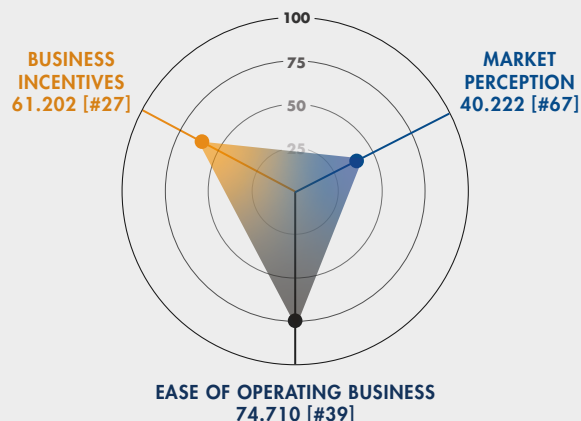 100
75
50
25
BUSINESS
INCENTIVES
61.202 [#27]
MARKET
PERCEPTION
40.222 [#67]
EASE OF OPERATING BUSINESS
74.710 [#39]